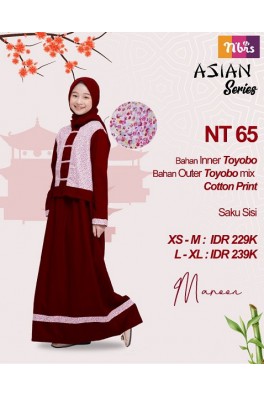 Nbrs
ASIAN
Series
NT 65
Bahan Inner Toyobo
Bahan Outer Toyobo mix
Cotton Print
Saku Sisi
XS - M : IDR 229K
L - XL : IDR 239K
Maroon